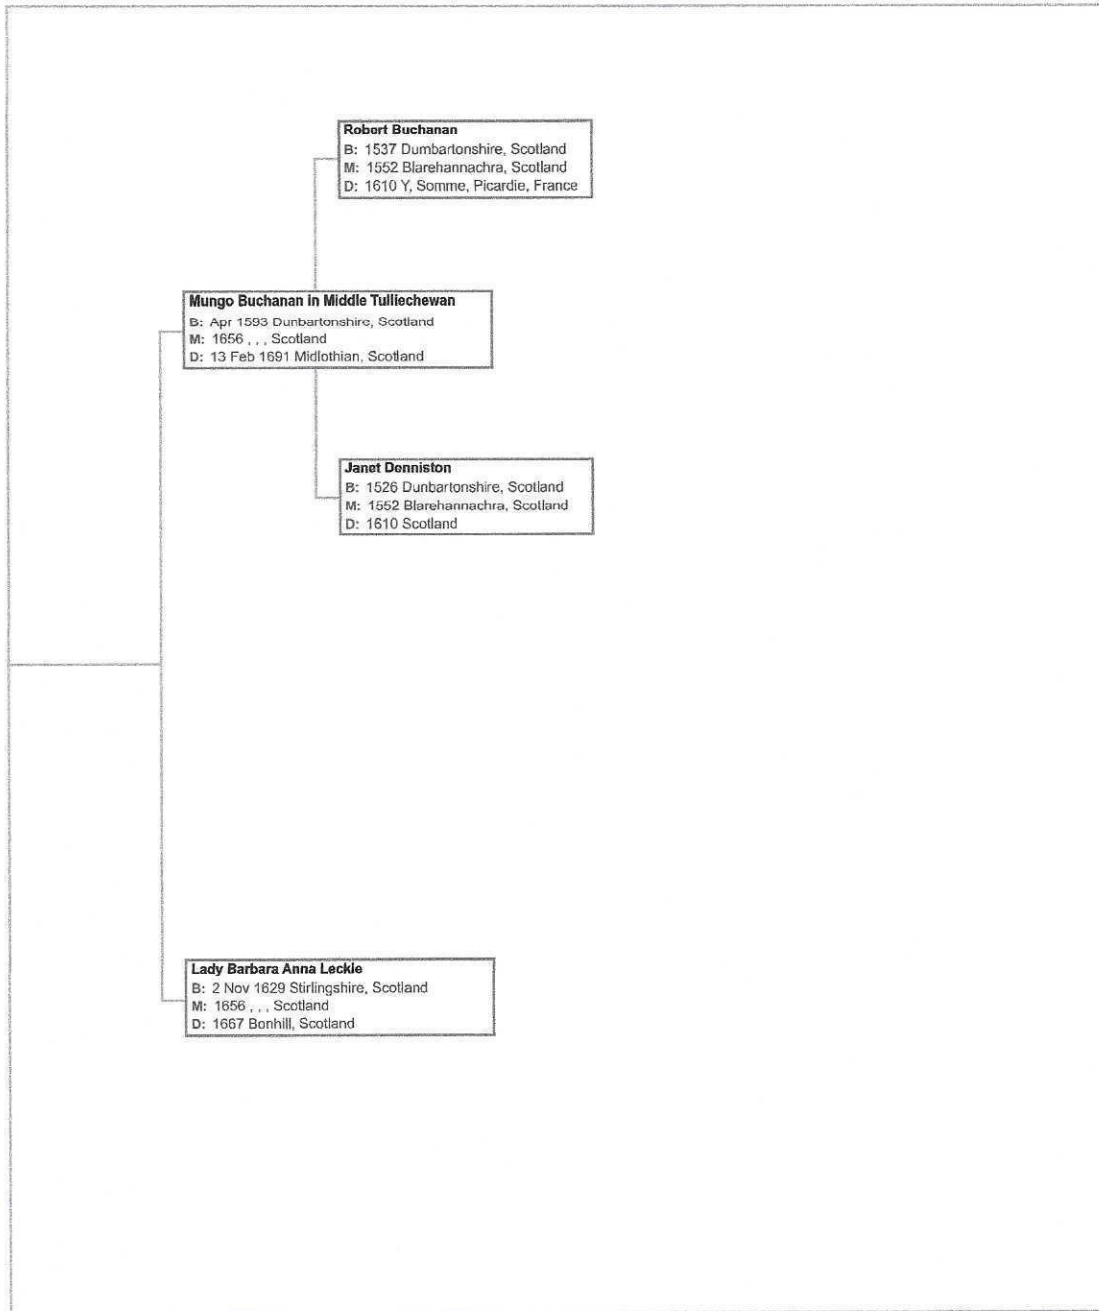 Robert Buchanan
B: 1537 Dumbartonshire, Scotland
M: 1552 Blarehannachra, Scotland
D: 1610 Y, Somme, Picardie, France
Mungo Buchanan in Middle Tulliechewan
B: Apr 1593 Dunbartonshire, Scotland
M: 1656 , , , Scotland
D: 13 Feb 1691 Midlothian, Scotland
Janet Denniston
B: 1526 Dunbartonshire, Scotland
M: 1552 Blarehannachra, Scotland
D: 1610 Scotland
Lady Barbara Anna Leckie
B: 2 Nov 1629 Stirlingshire, Scotland
M: 1656 , , , Scotland
D: 1667 Bonhill, Scotland